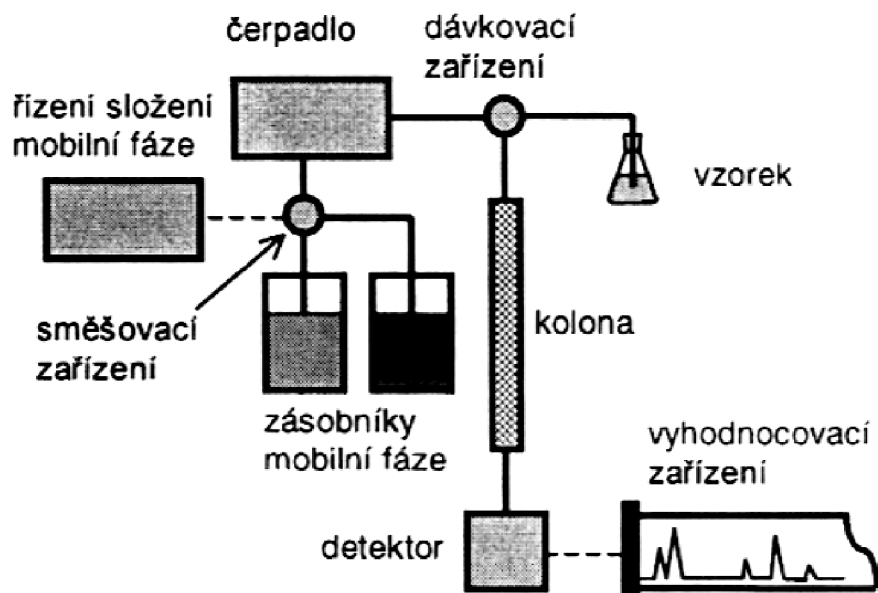 čerpadlo
dávkovací
zařízení
řízení složení
mobilní fáze
vzorek
směšovací
zařízení
kolona
zásobníky
mobilní fáze
vyhodnocovací
zařízení
detektor